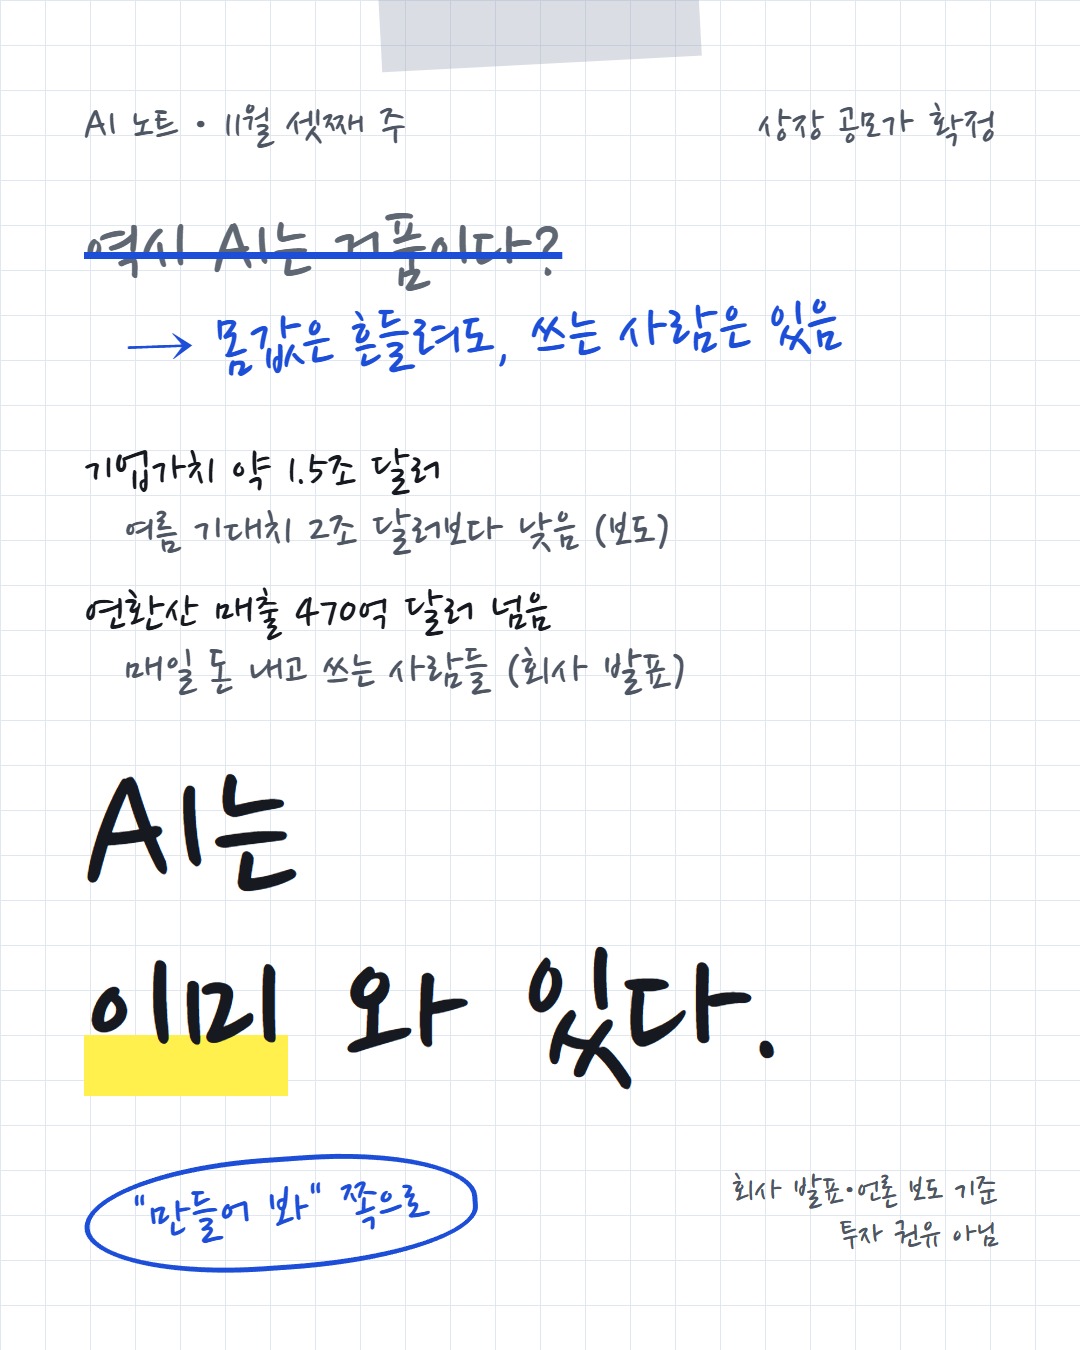 AI 노트 • 11월 셋째 주
상장 공모가 확정
역시 AI는 거품이다?
→ 몸값은 흔들려도, 쓰는 사람은 있음
기업가치 약 1.5조 달러
여름 기대치 2조 달러보다 낮음 (보도)
연환산 매출 470억 달러 넘음
매일 돈 내고 쓰는 사람들 (회사 발표)
AI는
이미 와 있다.
"만들어 봐" 쪽으로
회사 발표•언론 보도 기준
투자 권유 아님